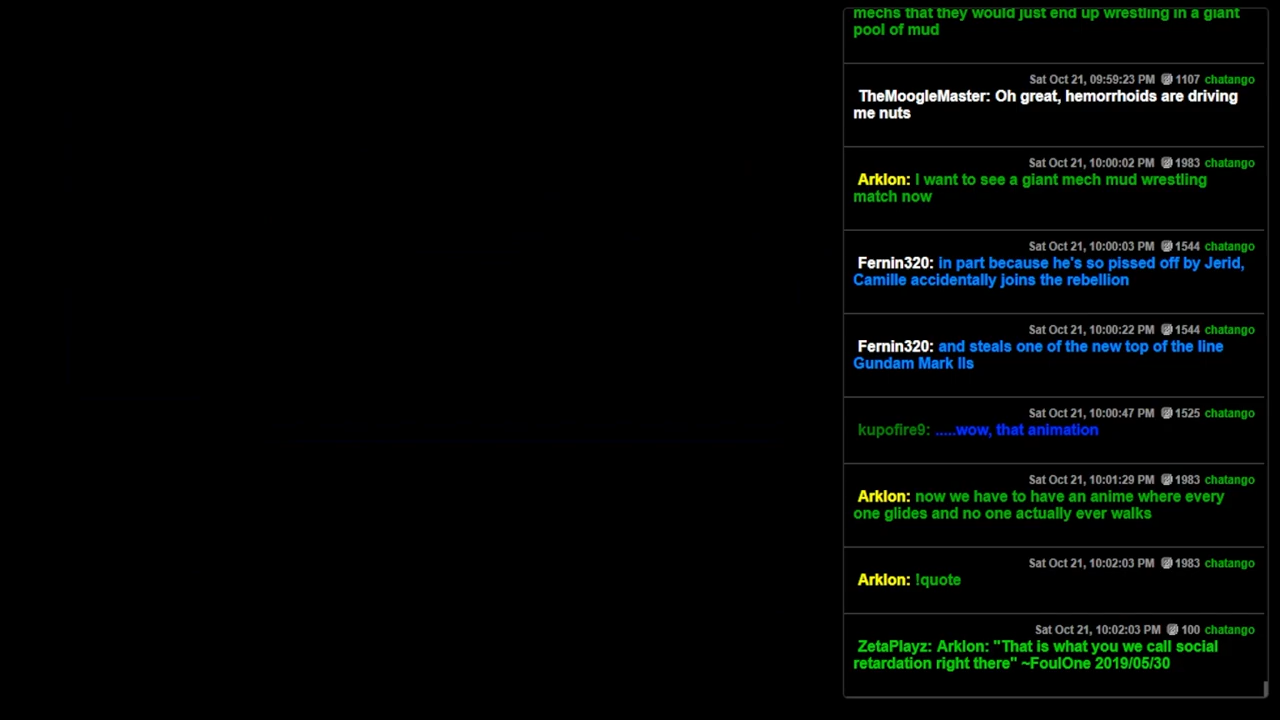 mechs that they would just end up wrestling in a giant
pool of mud
Sat Oct 21, 09:59:23 PM 1107 chatango
TheMoogleMaster: Oh great, hemorrhoids are driving
me nuts
Sat Oct 21, 10:00:02 PM 1983 chatango
Arklon: I want to see a giant mech mud wrestling
match now
Sat Oct 21, 10:00:03 PM 1544 chatango
Fernin320: in part because he's so pissed off by Jerid,
Camille accidentally joins the rebellion
Sat Oct 21, 10:00:22 PM 1544 chatango
Fernin320: and steals one of the new top of the line
Gundam Mark IIs
Sat Oct 21, 10:00:47 PM 1525 chatango
kupofire9: .....wow, that animation
Sat Oct 21, 10:01:29 PM 1983 chatango
Arklon: now we have to have an anime where every
one glides and no one actually ever walks
Sat Oct 21, 10:02:03 PM 1983 chatango
Arklon: !quote
Sat Oct 21, 10:02:03 PM 100 chatango
ZetaPlayz: Arklon: "That is what you we call social
retardation right there" ~FoulOne 2019/05/30